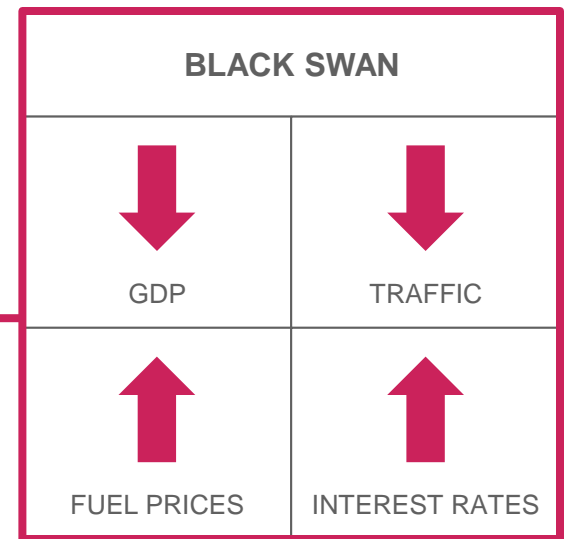 BLACK SWAN
GDP
TRAFFIC
FUEL PRICES
INTEREST RATES